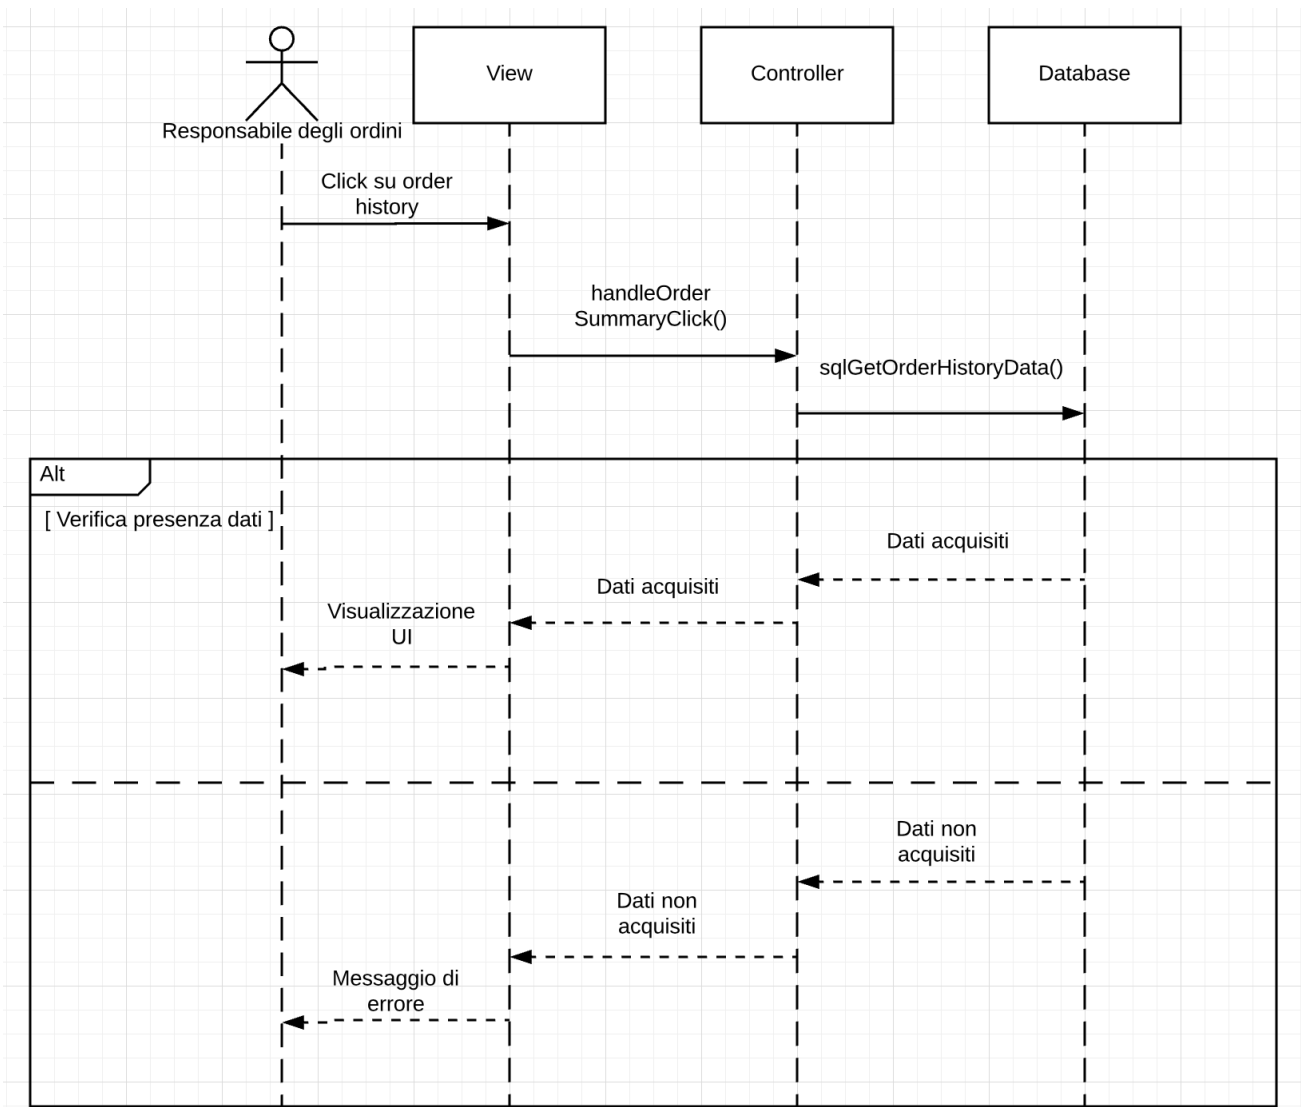 View
Controller
Database
Responsabile degli ordini
Click su order
history
handleOrder
SummaryClick()
sqlGetOrderHistoryData()
Alt
[ Verifica presenza dati ]
Dati acquisiti
Dati acquisiti
Visualizzazione
UI
Dati non
acquisiti
Dati non
acquisiti
Messaggio di
errore